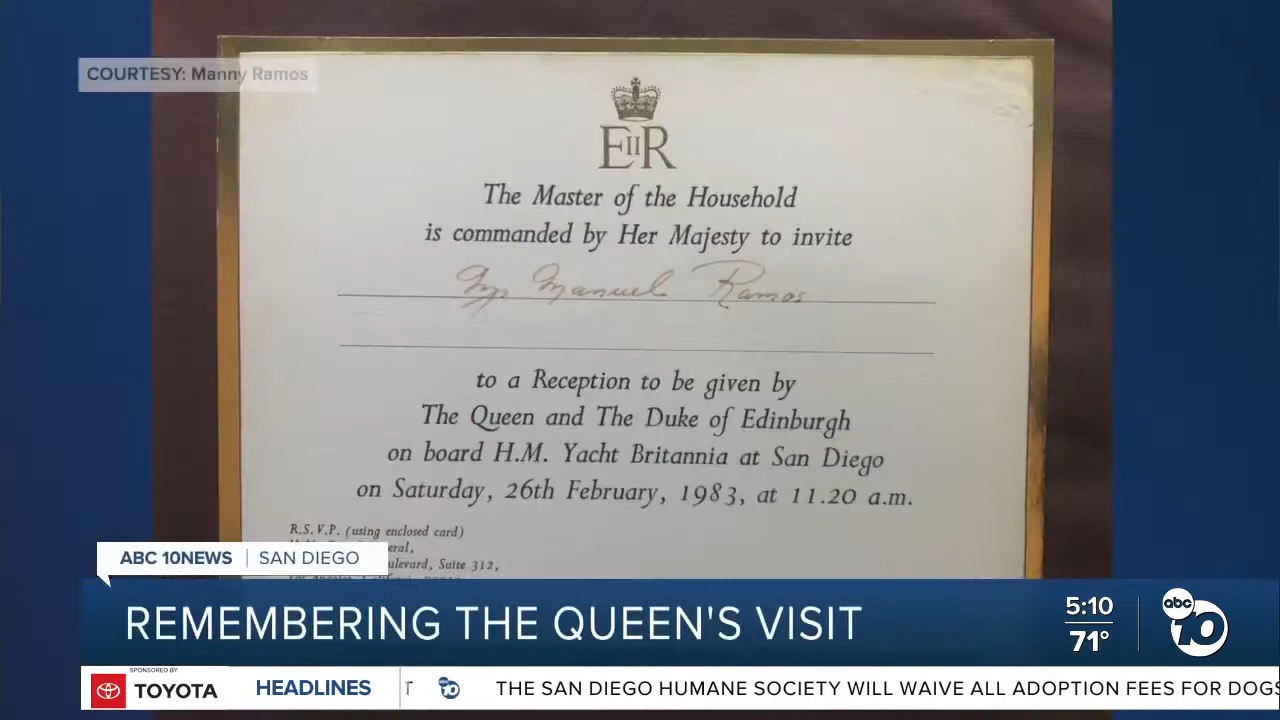 COURTESY: Manny Ramos
EIIR
The Master of the Household
is commanded by Her Majesty to invite
Mr Manuel Ramos
to a Reception to be given by
The Queen and The Duke of Edinburgh
on board H.M. Yacht Britannia at San Diego
on Saturday, 26th February, 1983, at 11.20 a.m.
R.S.V.P. (using enclosed card)
Suite 312,
ABC 10NEWS | SAN DIEGO
REMEMBERING THE QUEEN'S VISIT
5:10
71°
abc 10
SPONSORED BY
TOYOTA
HEADLINES
T abc 10 THE SAN DIEGO HUMANE SOCIETY WILL WAIVE ALL ADOPTION FEES FOR DOGS